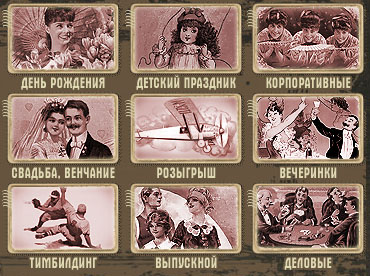 ДЕНЬ РОЖДЕНИЯ ДЕТСКИЙ ПРАЗДНИК КОРПОРАТИВНЫЕ
СВАДЬБА, ВЕНЧАНИЕ РОЗЫГРЫШ ВЕЧЕРИНКИ
ТИМБИЛДИНГ ВЫПУСКНОЙ ДЕЛОВЫЕ